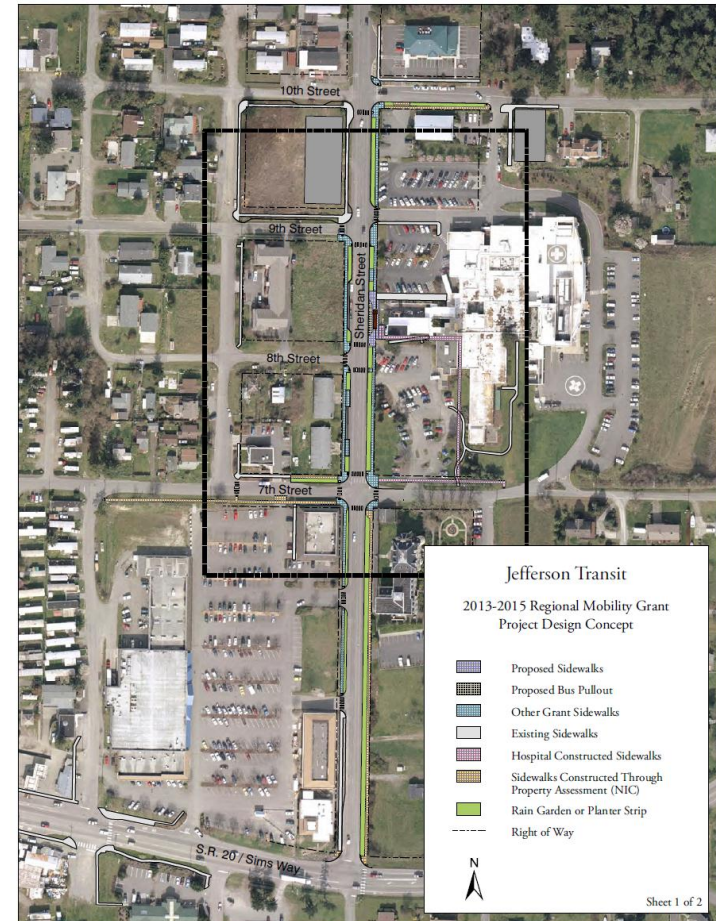 10th Street
9th Street
Sheridan Street
8th Street
7th Street
S.R. 20 / Sims Way
Jefferson Transit
2013-2015 Regional Mobility Grant
Project Design Concept
Proposed Sidewalks
Proposed Bus Pullout
Other Grant Sidewalks
Existing Sidewalks
Hospital Constructed Sidewalks
Sidewalks Constructed Through
Property Assessment (NIC)
Rain Garden or Planter Strip
Right of Way
N
Sheet 1 of 2